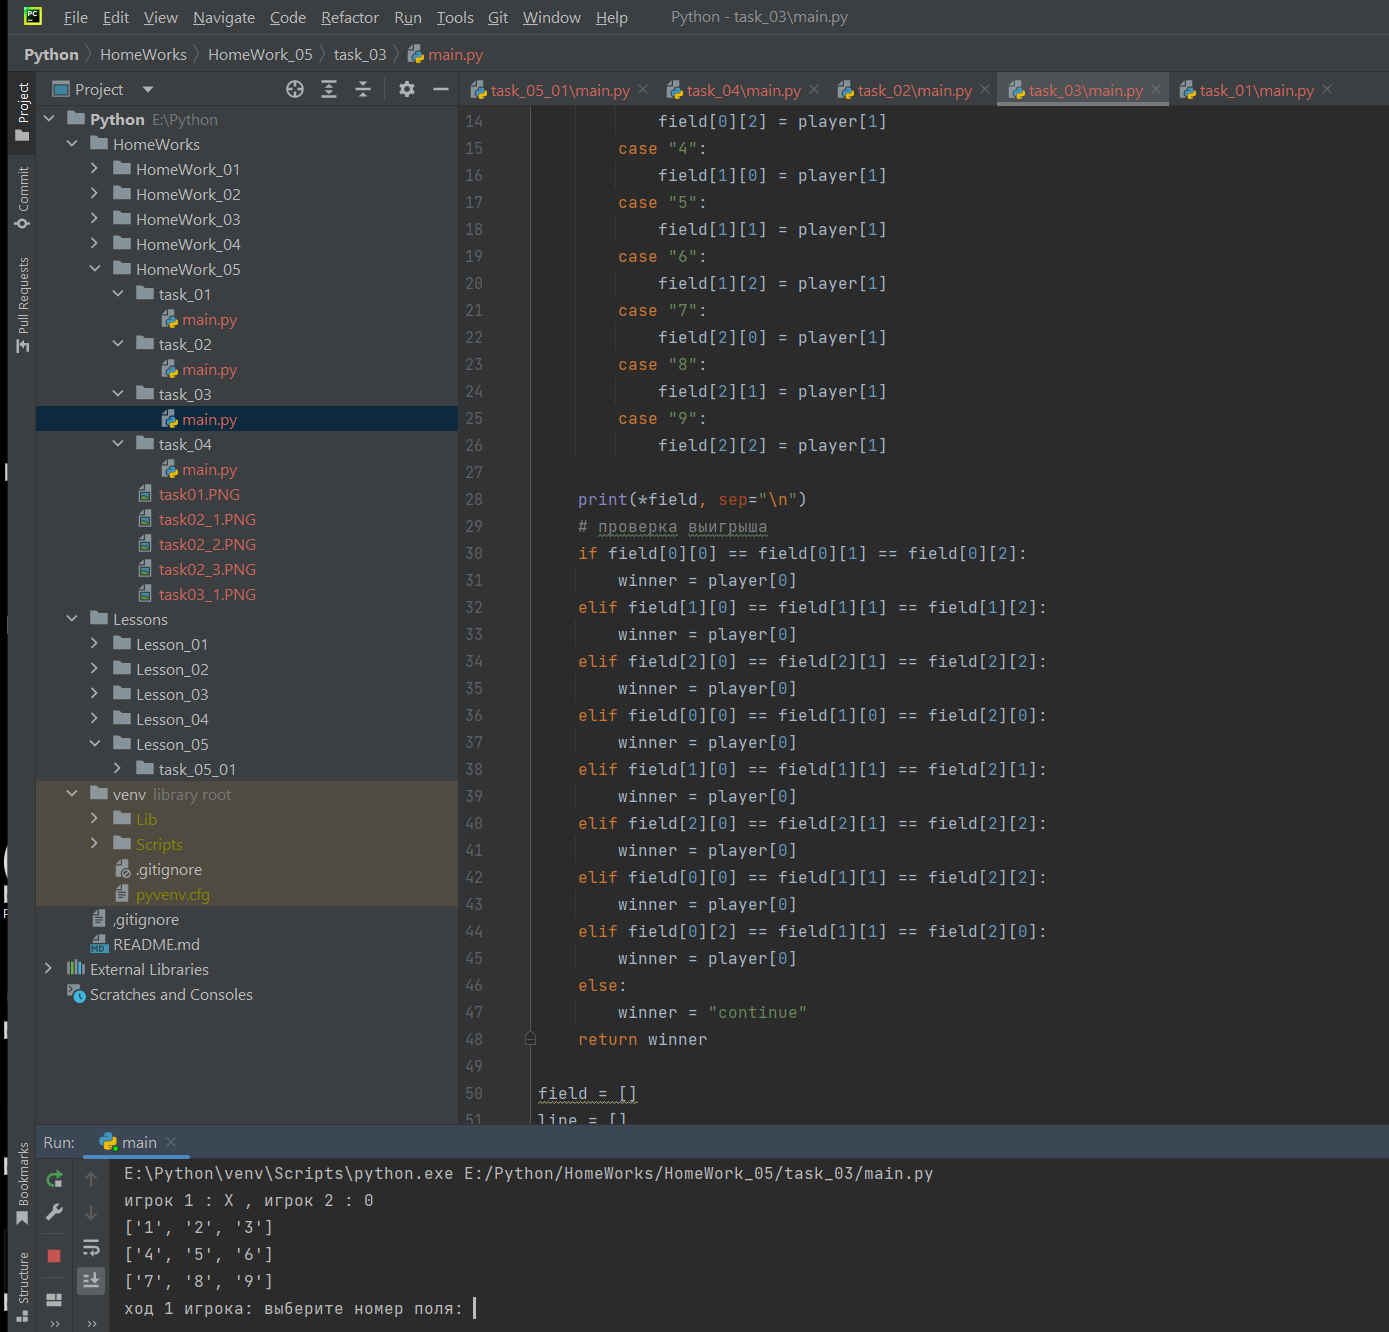 File Edit View Navigate Code Refactor Run Tools Git Window Help Python - task_03\main.py
Python HomeWorks HomeWork_05 task_03 main.py
Project
task_05_01\main.py task_04\main.py task_02\main.py task_03\main.py task_01\main.py
Project
Commit
Pull Requests
Bookmarks
Structure
Python E:\Python
HomeWorks
HomeWork_01
HomeWork_02
HomeWork_03
HomeWork_04
HomeWork_05
task_01
main.py
task_02
main.py
task_03
main.py
task_04
main.py
task01.PNG
task02_1.PNG
task02_2.PNG
task02_3.PNG
task03_1.PNG
Lessons
Lesson_01
Lesson_02
Lesson_03
Lesson_04
Lesson_05
task_05_01
venv library root
Lib
Scripts
.gitignore
pyvenv.cfg
,gitignore
README.md
External Libraries
Scratches and Consoles
14 field[0][2] = player[1]
15 case "4":
16 field[1][0] = player[1]
17 case "5":
18 field[1][1] = player[1]
19 case "6":
20 field[1][2] = player[1]
21 case "7":
22 field[2][0] = player[1]
23 case "8":
24 field[2][1] = player[1]
25 case "9":
26 field[2][2] = player[1]
27
28 print(*field, sep="\n")
29 # проверка выигрыша
30 if field[0][0] == field[0][1] == field[0][2]:
31 winner = player[0]
32 elif field[1][0] == field[1][1] == field[1][2]:
33 winner = player[0]
34 elif field[2][0] == field[2][1] == field[2][2]:
35 winner = player[0]
36 elif field[0][0] == field[1][0] == field[2][0]:
37 winner = player[0]
38 elif field[1][0] == field[1][1] == field[2][1]:
39 winner = player[0]
40 elif field[2][0] == field[2][1] == field[2][2]:
41 winner = player[0]
42 elif field[0][0] == field[1][1] == field[2][2]:
43 winner = player[0]
44 elif field[0][2] == field[1][1] == field[2][0]:
45 winner = player[0]
46 else:
47 winner = "continue"
48 return winner
49
50 field = []
51 line = []
Run: main
E:\Python\venv\Scripts\python.exe E:/Python/HomeWorks/HomeWork_05/task_03/main.py
игрок 1 : X , игрок 2 : 0
['1', '2', '3']
['4', '5', '6']
['7', '8', '9']
ход 1 игрока: выберите номер поля: